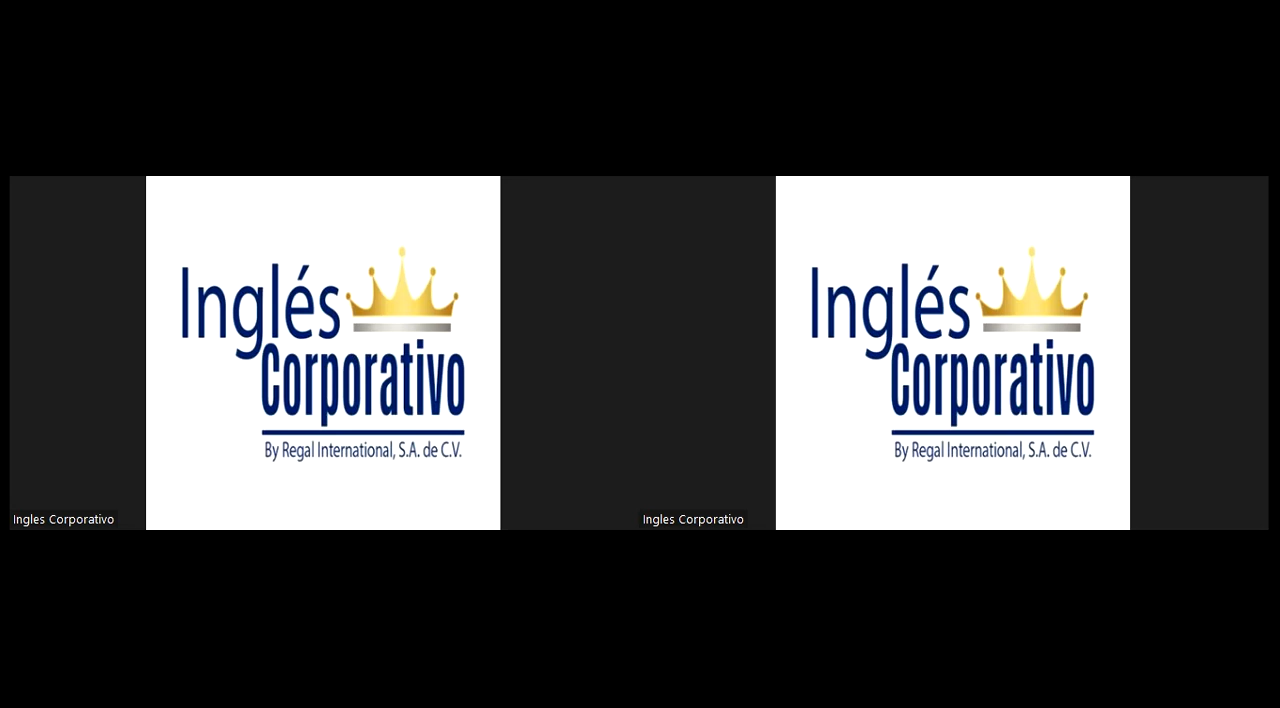 Inglés
Corporativo
By Regal International, S.A. de C.V.
Ingles Corporativo
Inglés
Corporativo
By Regal International, S.A. de C.V.
Ingles Corporativo